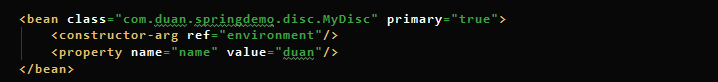 <bean class="com.duan.springdemo.disc.MyDisc" primary="true">
<constructor-arg ref="environment"/>
<property name="name" value="duan"/>
</bean>